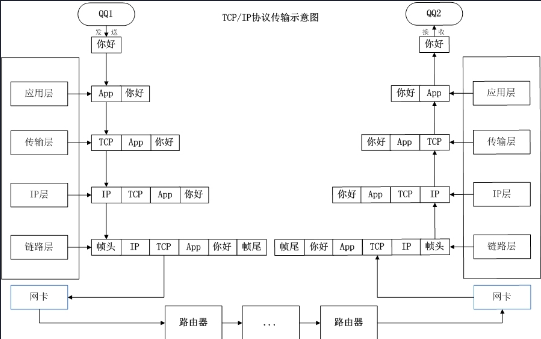 QQ1
TCP/IP协议传输示意图
QQ2
发 送
接 收
你好
你好
应用层
App 你好
你好 App
应用层
传输层
TCP App 你好
你好 App TCP
传输层
IP层
IP TCP App 你好
你好 App TCP IP
IP层
链路层
帧头 IP TCP App 你好 帧尾
帧尾 你好 App TCP IP 帧头
链路层
网卡
网卡
路由器
...
路由器